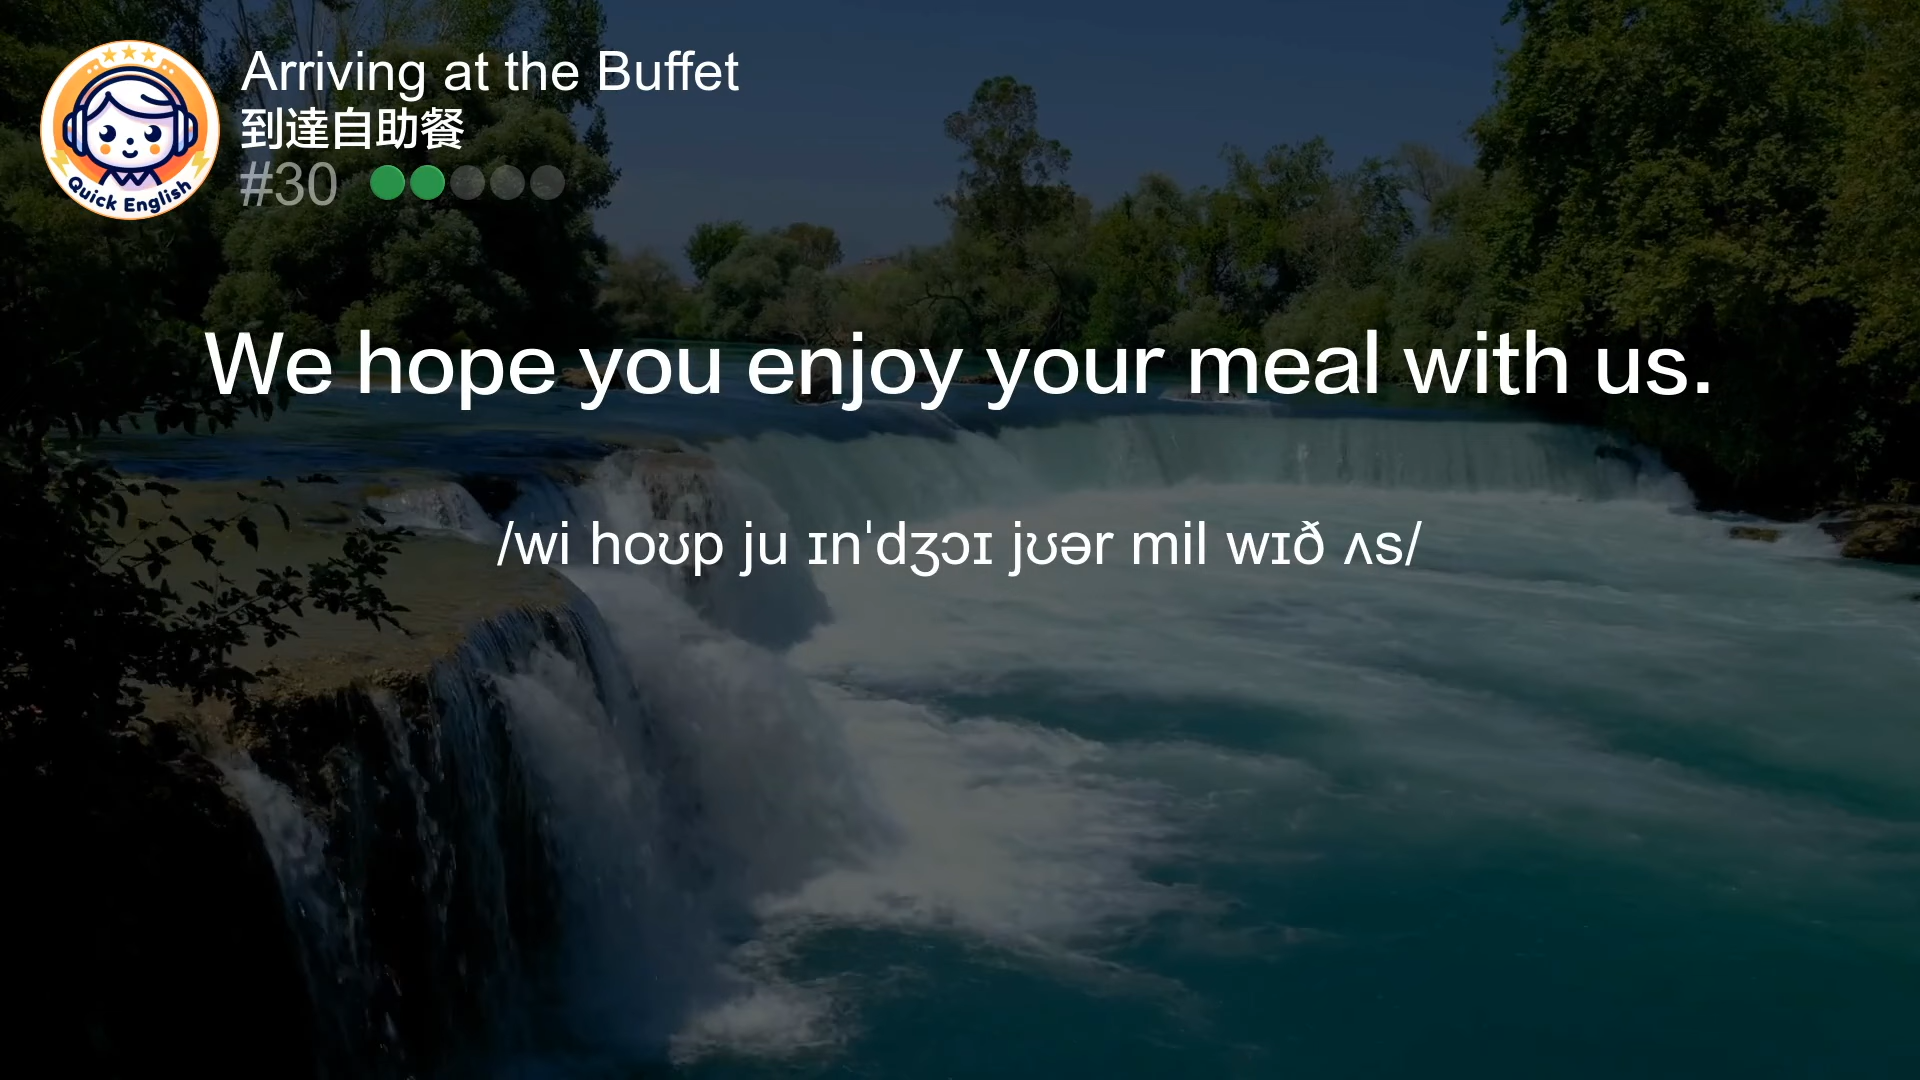 Arriving at the Buffet
到達自助餐
#30
Quick English
We hope you enjoy your meal with us.
/wi hoʊp ju ɪnˈdʒɔɪ jʊər mil wɪð ʌs/